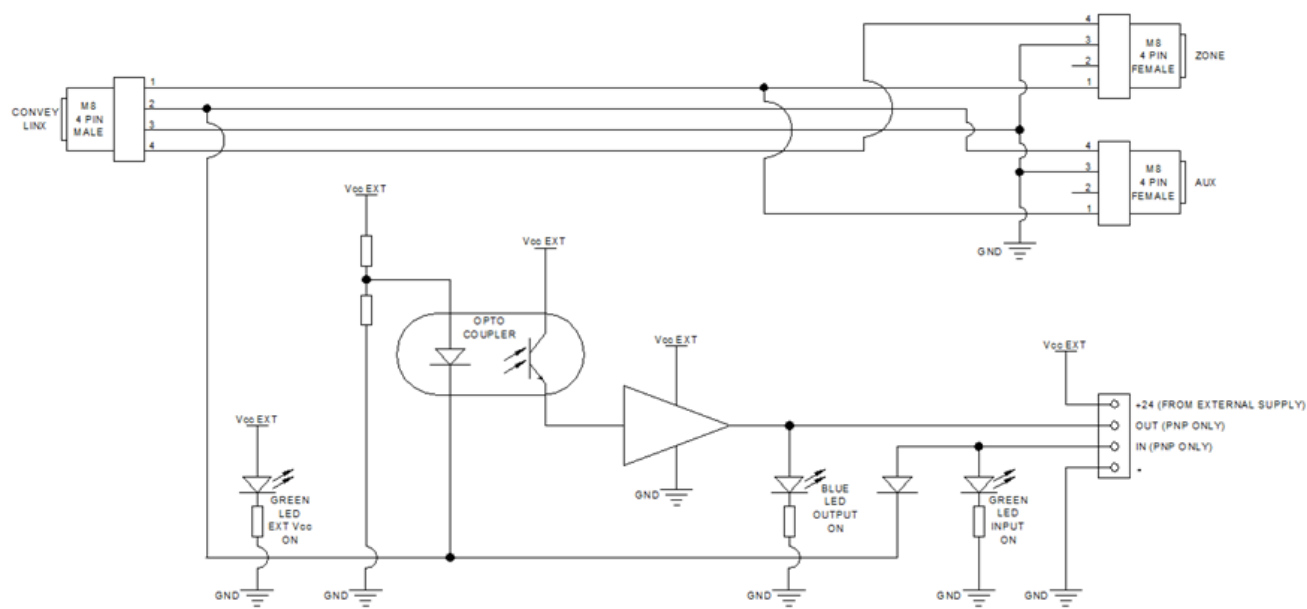 4
3
2
1
M8
4 PIN
FEMALE
ZONE
CONVEY
LINX
M8
4 PIN
MALE
1
2
3
4
4
3
2
1
M8
4 PIN
FEMALE
AUX
GND
Vcc EXT
Vcc EXT
OPTO
COUPLER
Vcc EXT
Vcc EXT
Vcc EXT
+24 (FROM EXTERNAL SUPPLY)
OUT (PNP ONLY)
IN (PNP ONLY)
-
GREEN
LED
EXT Vcc
ON
GND
BLUE
LED
OUTPUT
ON
GREEN
LED
INPUT
ON
GND
GND
GND
GND
GND